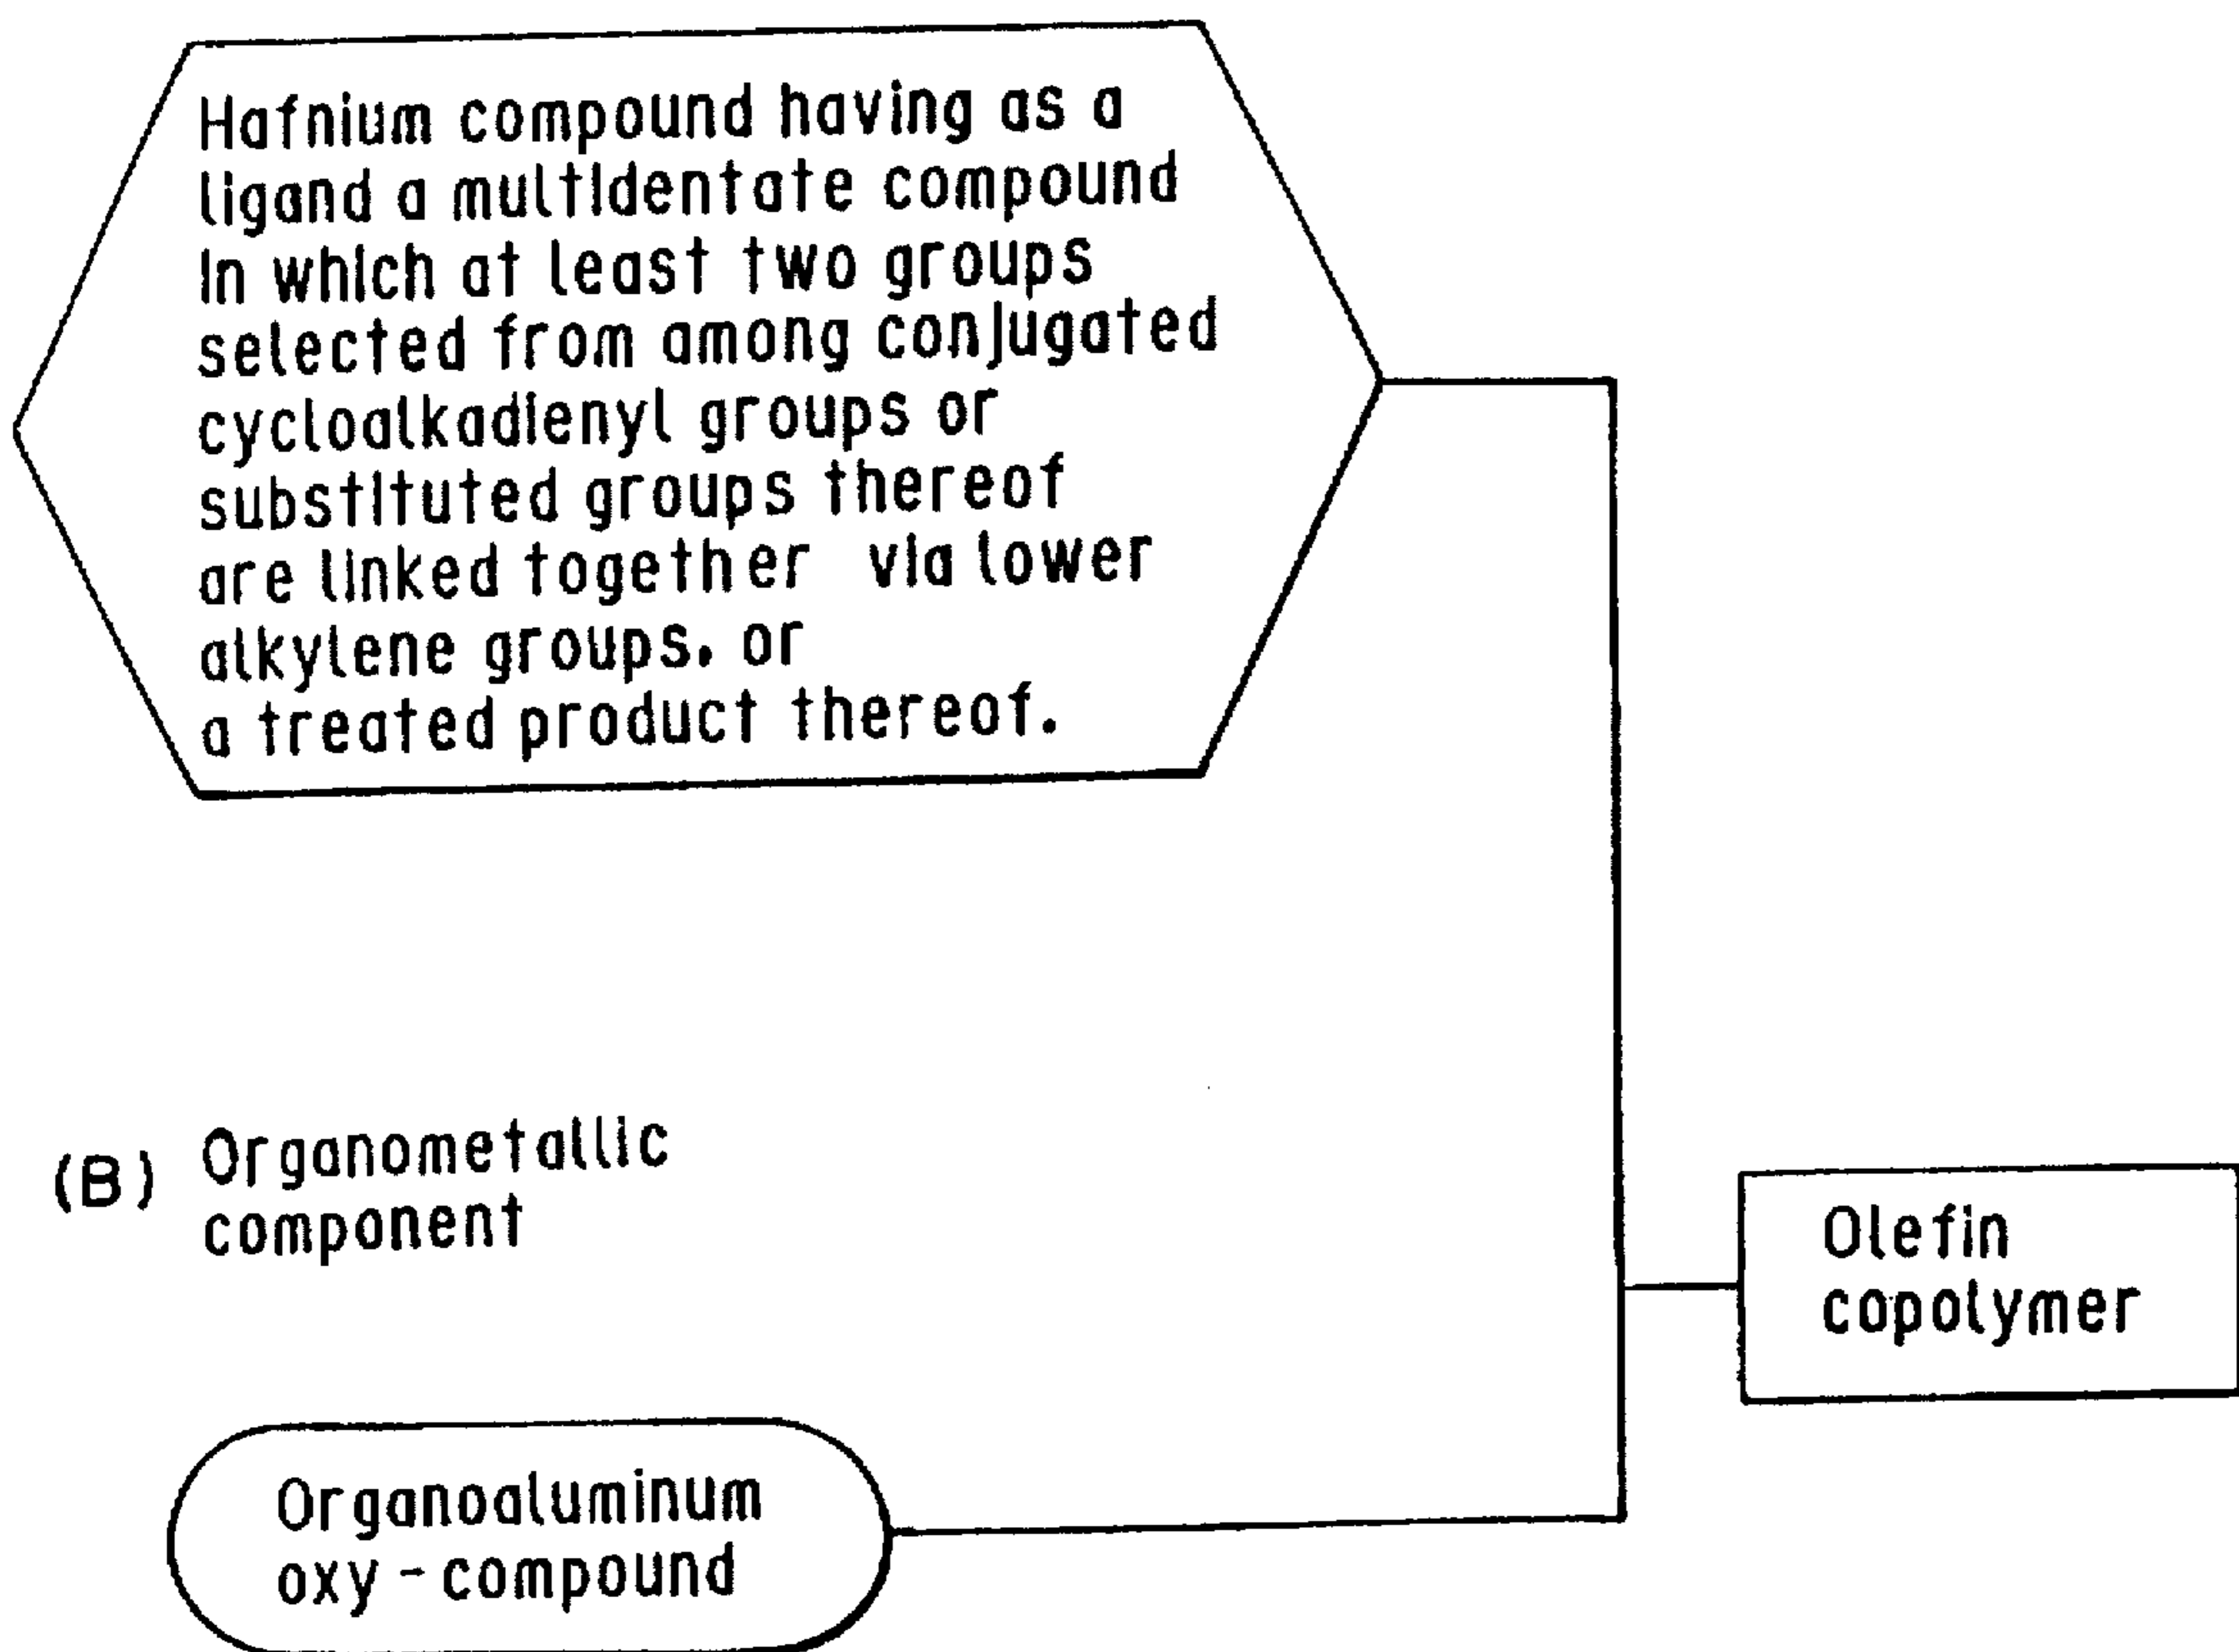 Hafnium compound having as a
ligand a multidentate compound
in which at least two groups
selected from among conjugated
cycloalkadienyl groups or
substituted groups thereof
are linked together via lower
alkylene groups, or
a treated product thereof.
(B) Organometallic
component
Olefin
copolymer
Organoaluminum
oxy-compound